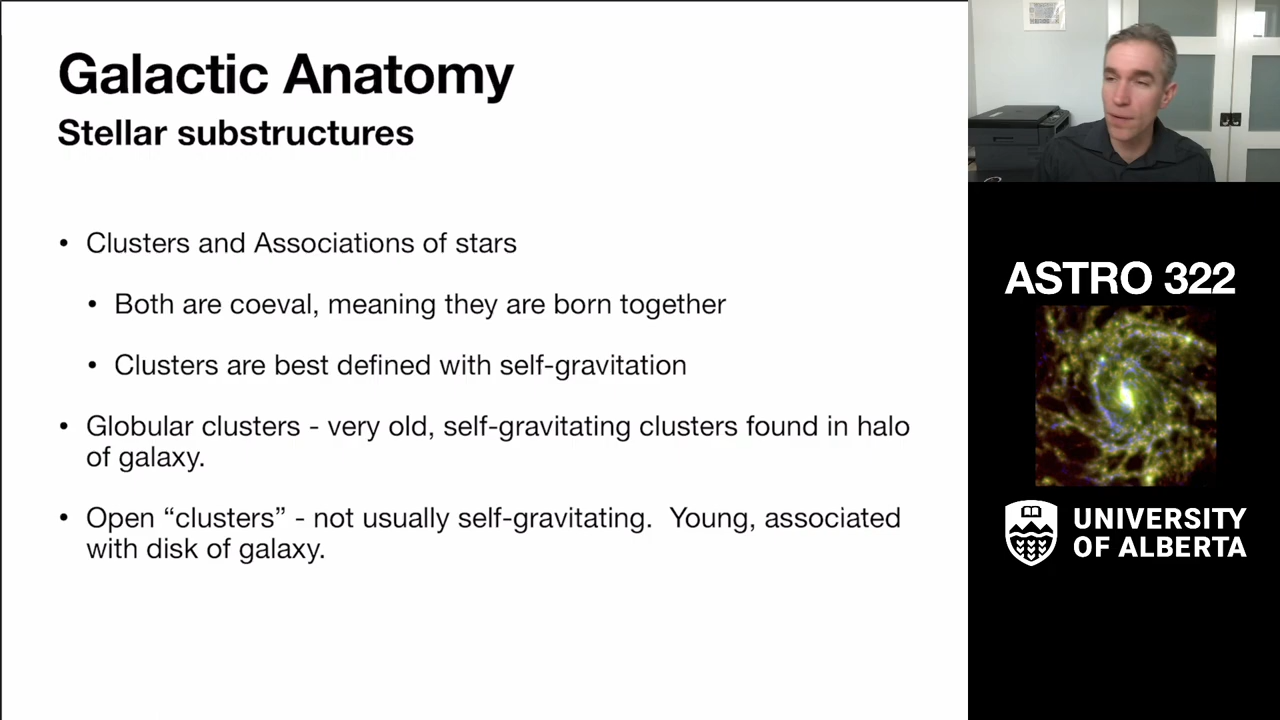 Galactic Anatomy
Stellar substructures
• Clusters and Associations of stars
• Both are coeval, meaning they are born together
• Clusters are best defined with self-gravitation
• Globular clusters - very old, self-gravitating clusters found in halo
of galaxy.
• Open “clusters” - not usually self-gravitating. Young, associated
with disk of galaxy.
ASTRO 322
UNIVERSITY
OF ALBERTA